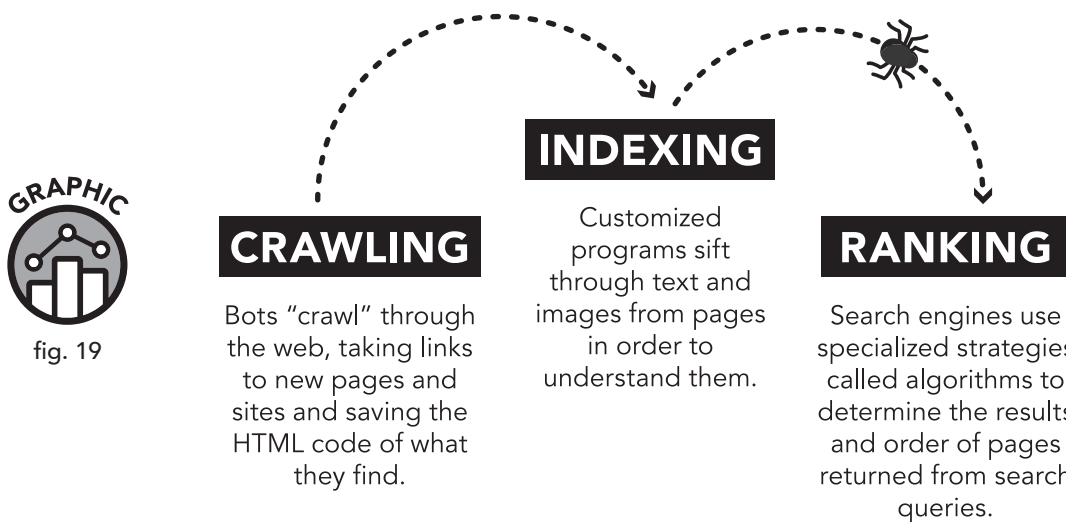 GRAPHIC
fig. 19
CRAWLING
Bots “crawl” through
the web, taking links
to new pages and
sites and saving the
HTML code of what
they find.
INDEXING
Customized
programs sift
through text and
images from pages
in order to
understand them.
RANKING
Search engines use
specialized strategies
called algorithms to
determine the results
and order of pages
returned from search
queries.